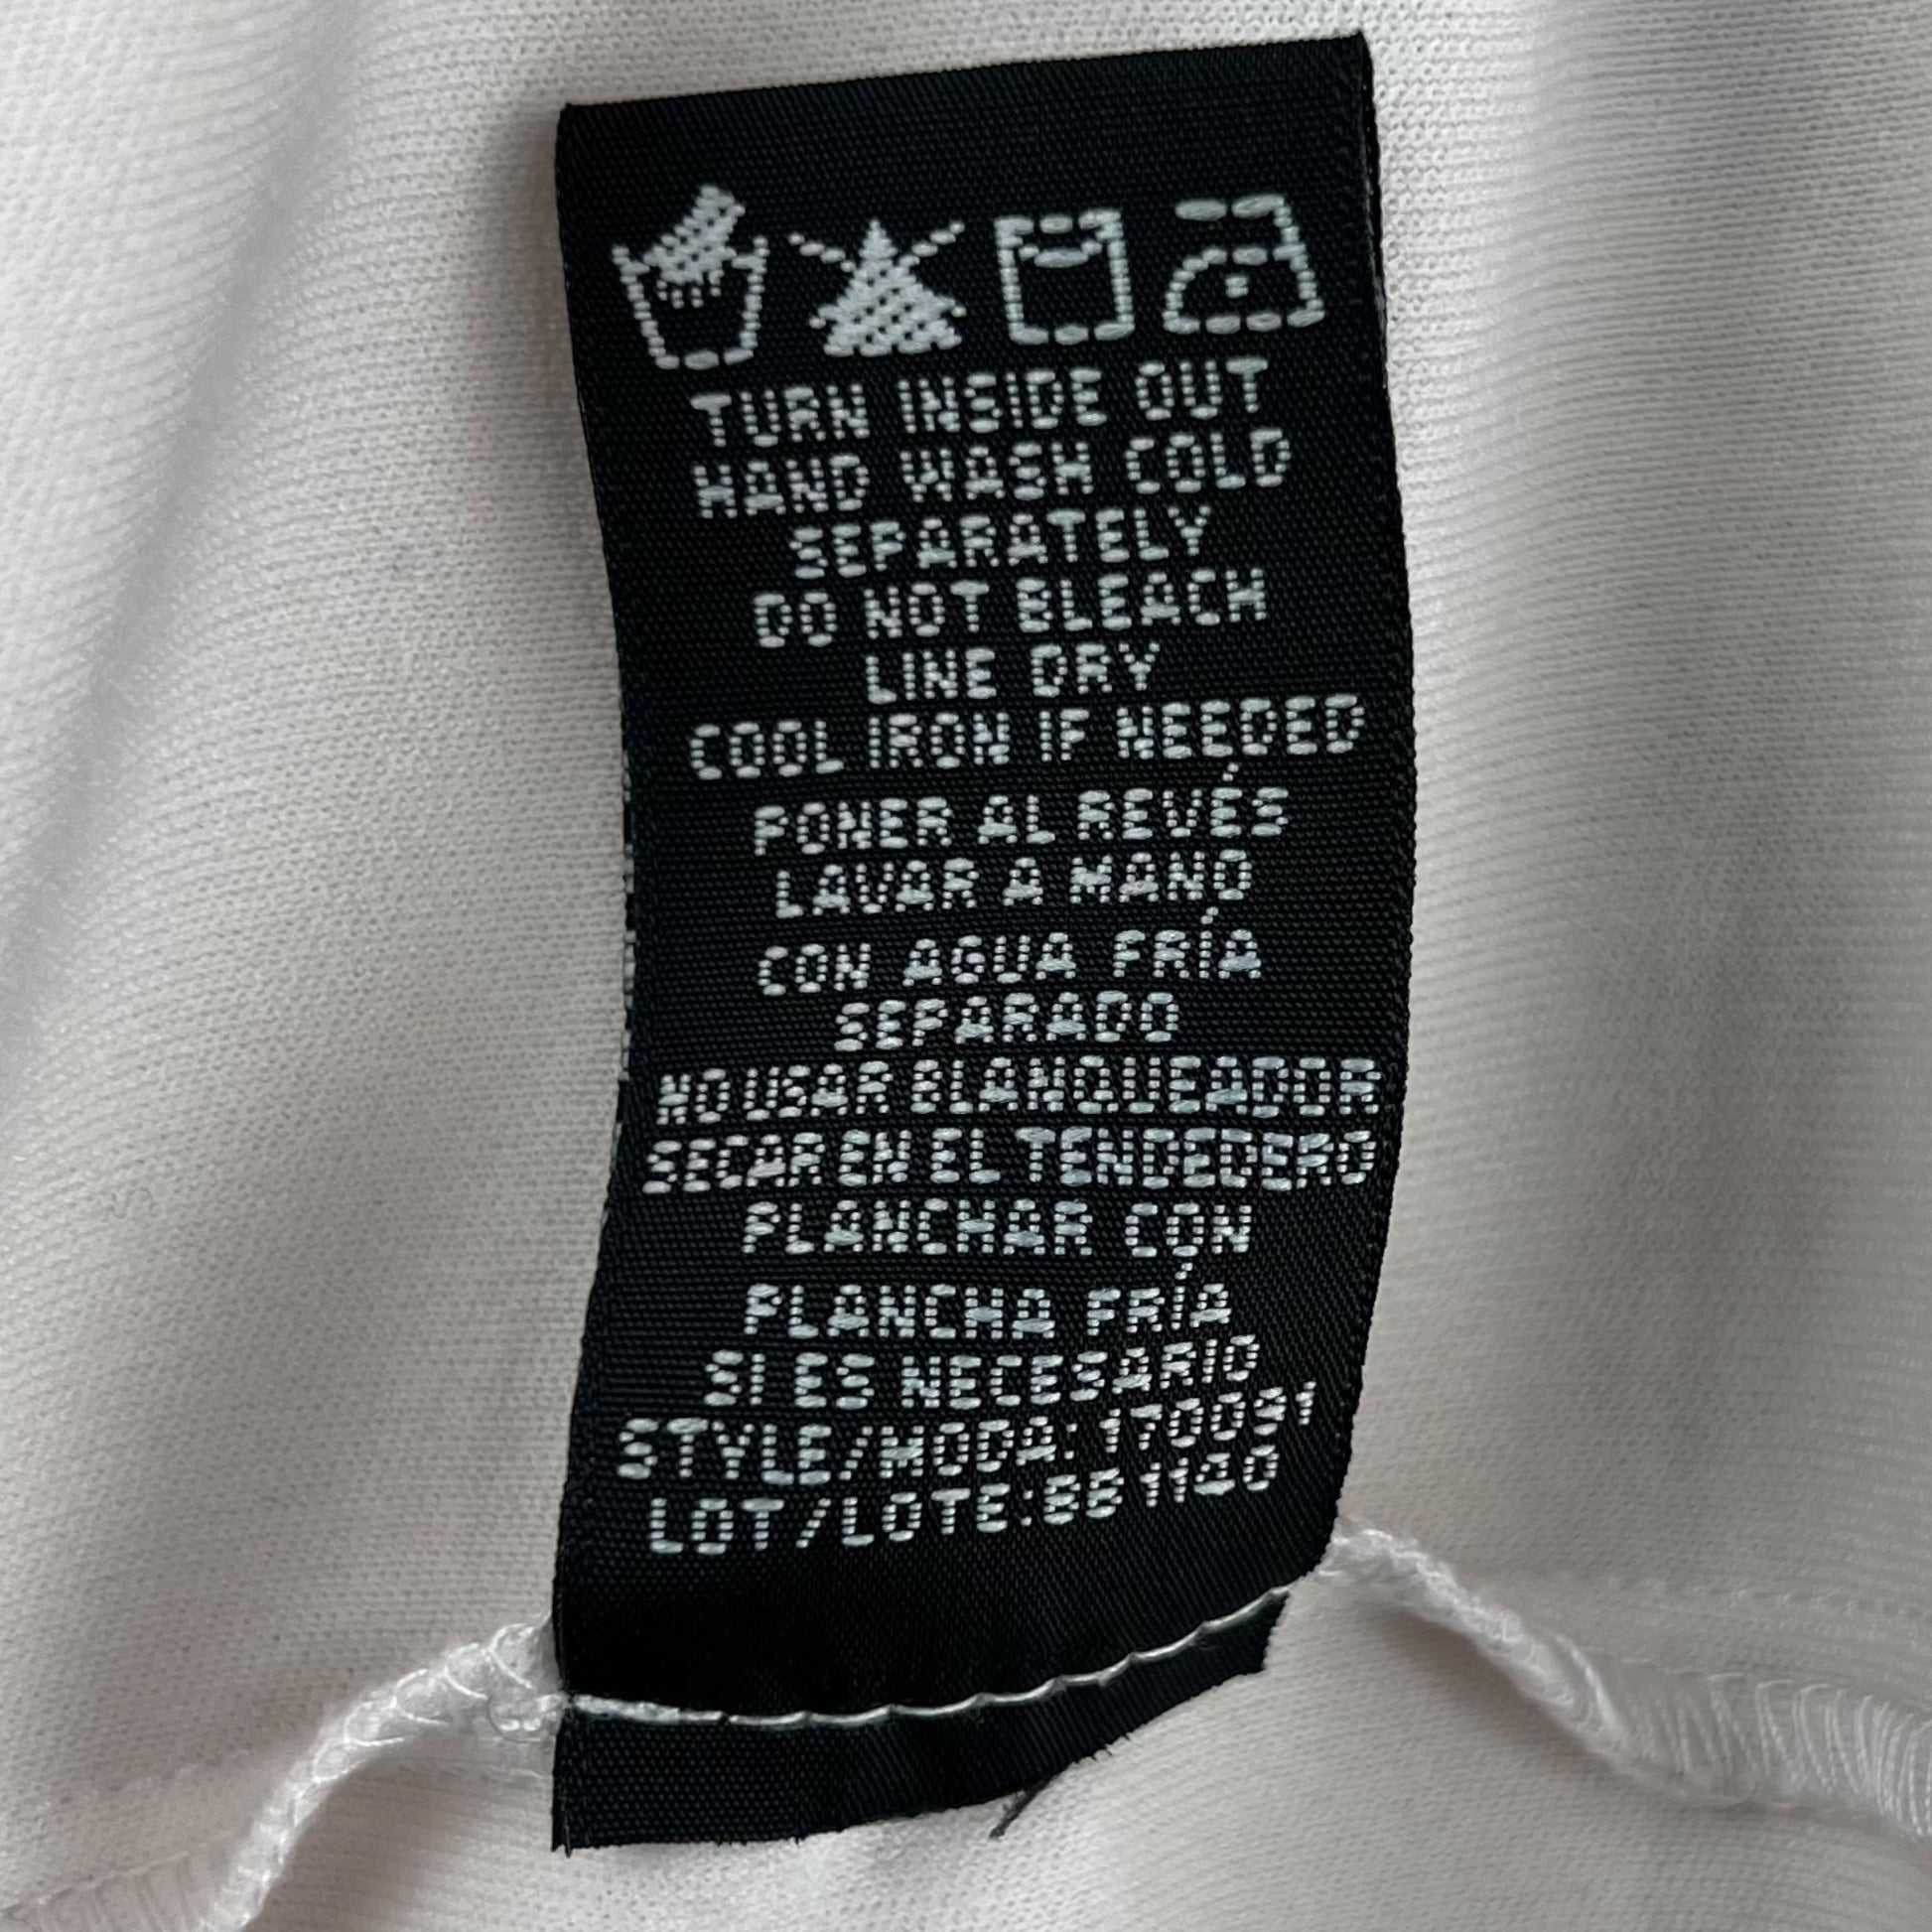 TURN INSIDE OUT
HAND WASH COLD
SEPARATELY
DO NOT BLEACH
LINE DRY
COOL IRON IF NEEDED
PONER AL REVÉS
LAVAR A MANO
CON AGUA FRÍA
SEPARADO
NO USAR BLANQUEADOR
SECAR EN EL TENDEDERO
PLANCHAR CON
PLANCHA FRÍA
SI ES NECESARIO
STYLE/MODA: 170091
LOT/LOTE:BB1140